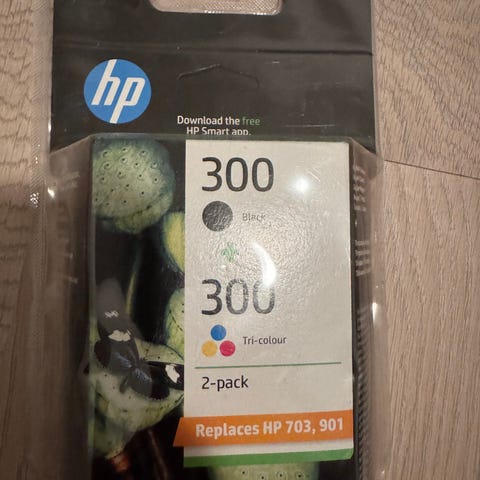 hp
Download the free
HP Smart app.
300
Black
300
Tri-colour
2-pack
Replaces HP 703, 901